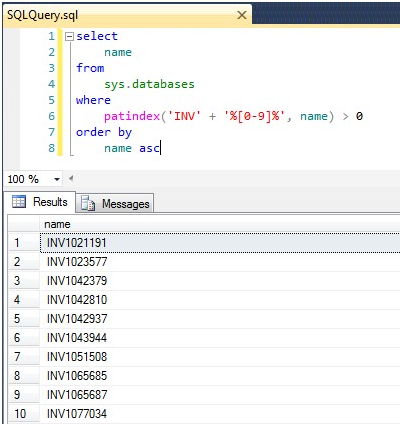 SQLQuery.sql
1 select
2 name
3 from
4 sys.databases
5 where
6 patindex('INV' + '%[0-9]%', name) > 0
7 order by
8 name asc
100 %
Results Messages
name
1 INV1021191
2 INV1023577
3 INV1042379
4 INV1042810
5 INV1042937
6 INV1043944
7 INV1051508
8 INV1065685
9 INV1065687
10 INV1077034